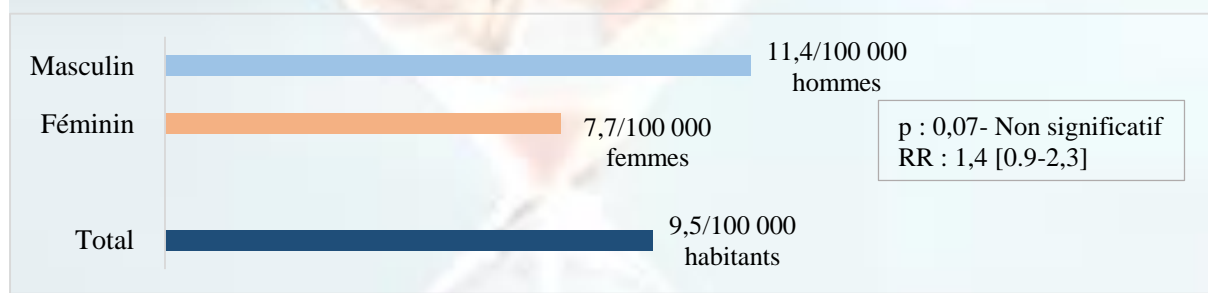 Masculin
11,4/100 000
hommes
Féminin
7,7/100 000
femmes
p : 0,07- Non significatif
RR : 1,4 [0.9-2,3]
Total
9,5/100 000
habitants